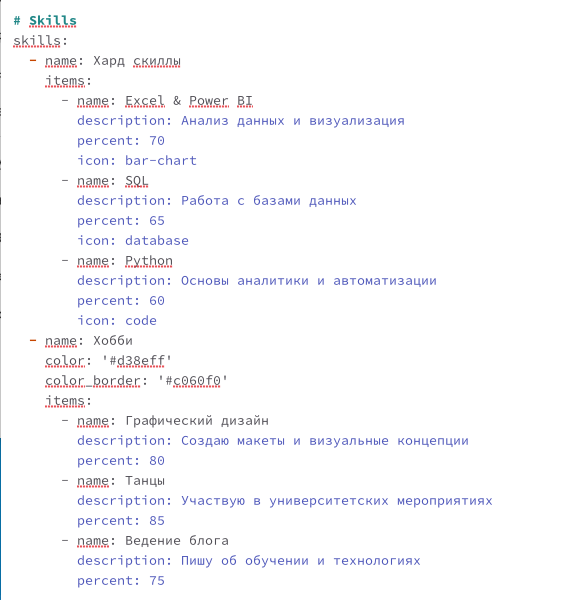 # Skills
skills:
  - name: Хард скиллы
    items:
      - name: Excel & Power BI
        description: Анализ данных и визуализация
        percent: 70
        icon: bar-chart
      - name: SQL
        description: Работа с базами данных
        percent: 65
        icon: database
      - name: Python
        description: Основы аналитики и автоматизации
        percent: 60
        icon: code
  - name: Хобби
    color: '#d38eff'
    color_border: '#c060f0'
    items:
      - name: Графический дизайн
        description: Создаю макеты и визуальные концепции
        percent: 80
      - name: Танцы
        description: Участвую в университетских мероприятиях
        percent: 85
      - name: Ведение блога
        description: Пишу об обучении и технологиях
        percent: 75